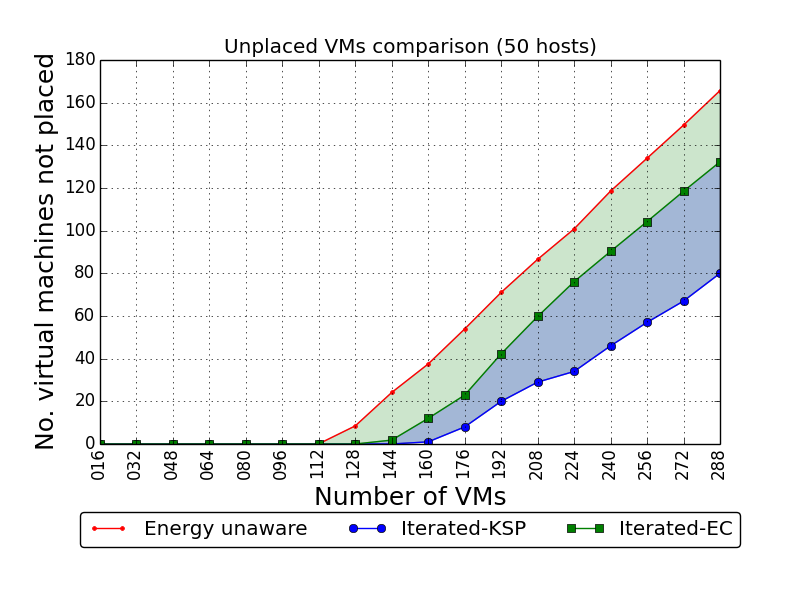 Unplaced VMs comparison (50 hosts)
No. virtual machines not placed
180
160
140
120
100
80
60
40
20
0
016 032 048 064 080 096 112 128 144 160 176 192 208 224 240 256 272 288
Number of VMs
Energy unaware Iterated-KSP Iterated-EC